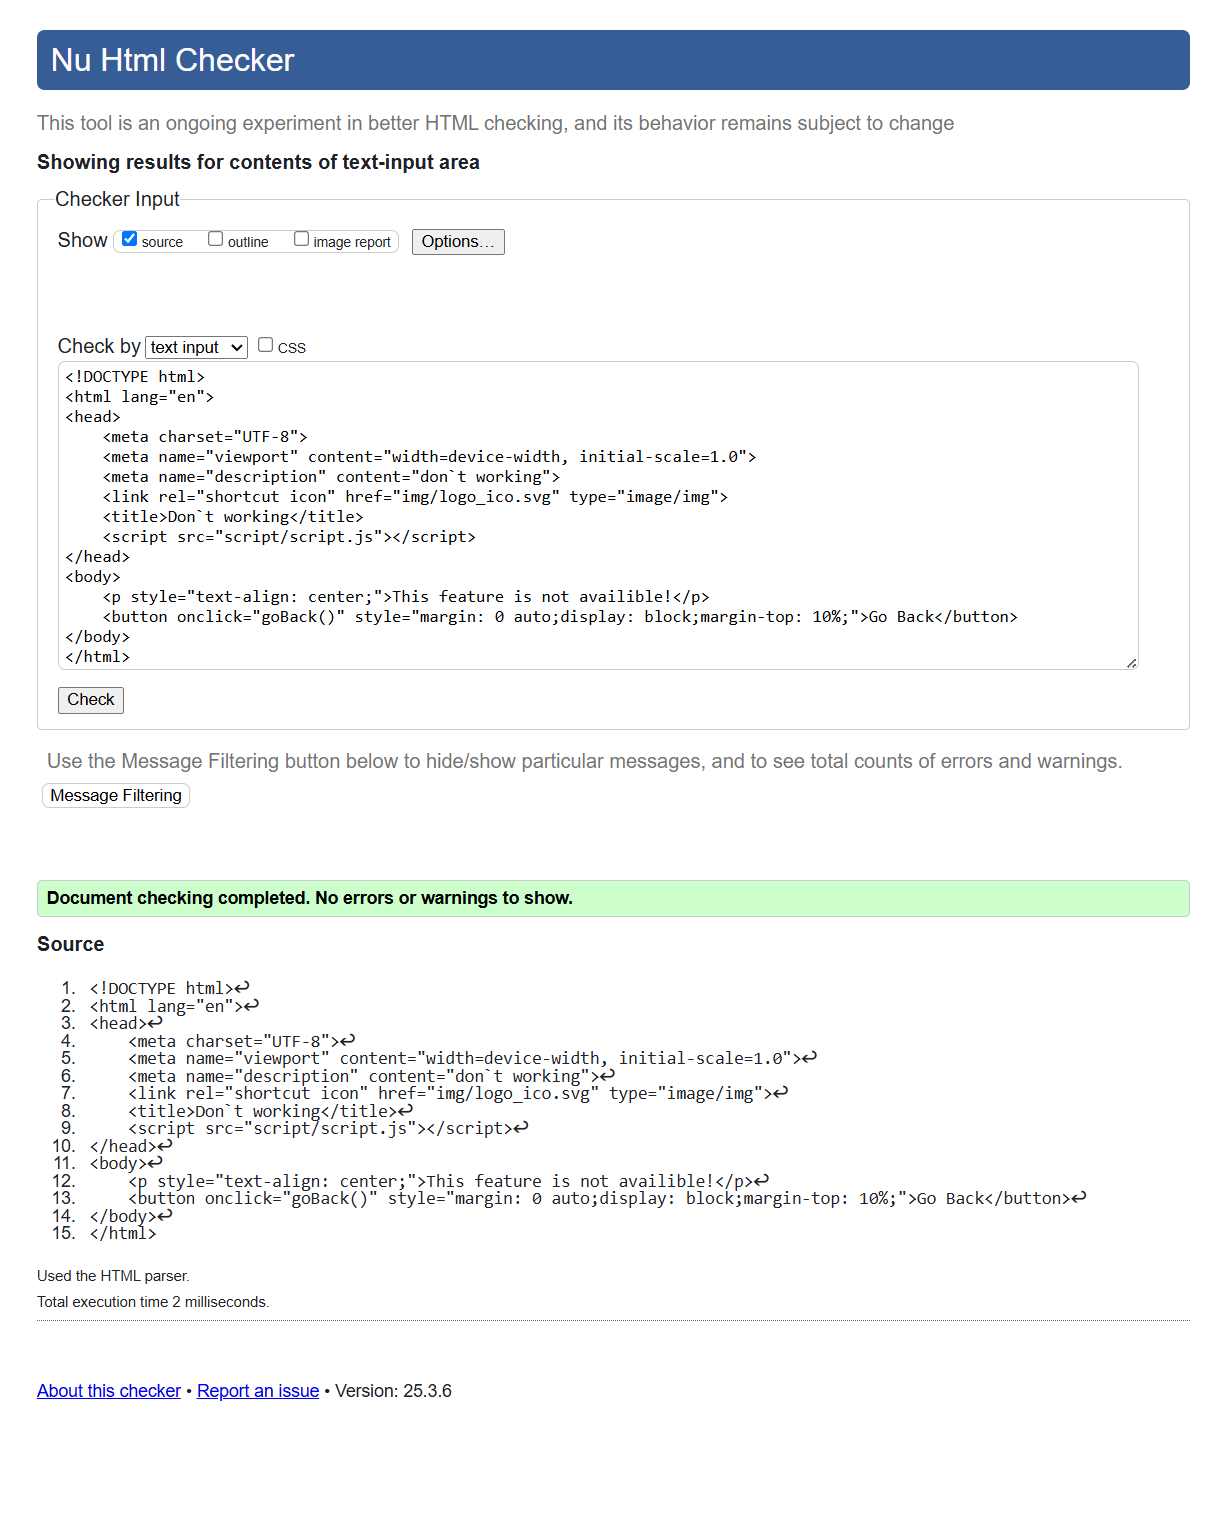 Nu Html Checker
This tool is an ongoing experiment in better HTML checking, and its behavior remains subject to change
Showing results for contents of text-input area
Checker Input
Show source outline image report Options...
Check by text input CSS
<!DOCTYPE html>
<html lang="en">
<head>
    <meta charset="UTF-8">
    <meta name="viewport" content="width=device-width, initial-scale=1.0">
    <meta name="description" content="don`t working">
    <link rel="shortcut icon" href="img/logo_ico.svg" type="image/img">
    <title>Don`t working</title>
    <script src="script/script.js"></script>
</head>
<body>
    <p style="text-align: center;">This feature is not availible!</p>
    <button onclick="goBack()" style="margin: 0 auto;display: block;margin-top: 10%;">Go Back</button>
</body>
</html>
Check
Use the Message Filtering button below to hide/show particular messages, and to see total counts of errors and warnings.
Message Filtering
Document checking completed. No errors or warnings to show.
Source
1. <!DOCTYPE html>↩
2. <html lang="en">↩
3. <head>↩
4.     <meta charset="UTF-8">↩
5.     <meta name="viewport" content="width=device-width, initial-scale=1.0">↩
6.     <meta name="description" content="don`t working">↩
7.     <link rel="shortcut icon" href="img/logo_ico.svg" type="image/img">↩
8.     <title>Don`t working</title>↩
9.     <script src="script/script.js"></script>↩
10. </head>↩
11. <body>↩
12.     <p style="text-align: center;">This feature is not availible!</p>↩
13.     <button onclick="goBack()" style="margin: 0 auto;display: block;margin-top: 10%;">Go Back</button>↩
14. </body>↩
15. </html>
Used the HTML parser.
Total execution time 2 milliseconds.
About this checker • Report an issue • Version: 25.3.6